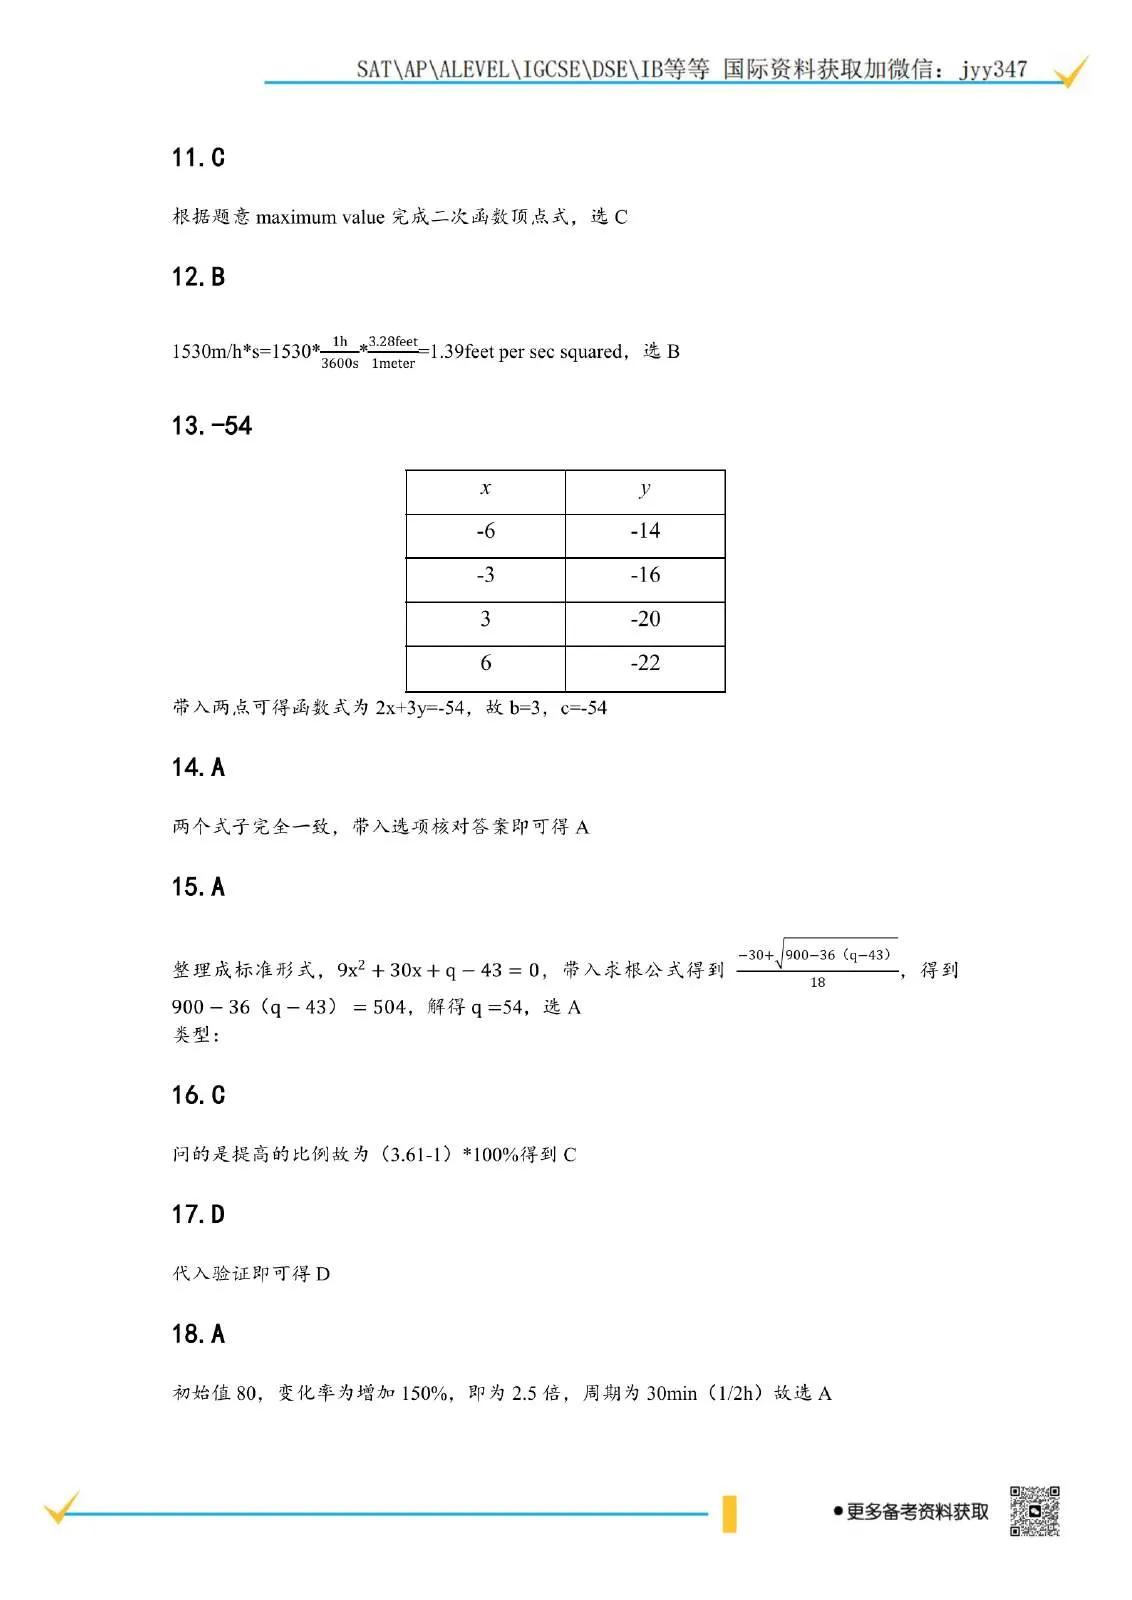 SAT\AP\ALEVEL\IGCSE\DSE\IB等等 国际资料获取加微信：jyy347
11. C
根据题意 maximum value 完成二次函数顶点式，选 C
12. B
1530m/h*s=1530*1h/3600s*3.28feet/1meter=1.39feet per sec squared，选 B
13. -54
x y
-6 -14
-3 -16
3 -20
6 -22
带入两点可得函数式为 2x+3y=-54，故 b=3，c=-54
14. A
两个式子完全一致，带入选项核对答案即可得 A
15. A
整理成标准形式，9x² + 30x + q − 43 = 0，带入求根公式得到 (−30+√900−36（q−43）)/18，得到
900 − 36（q − 43） = 504，解得 q =54，选 A
类型：
16. C
问的是提高的比例故为（3.61-1）*100%得到 C
17. D
代入验证即可得 D
18. A
初始值 80，变化率为增加 150%，即为 2.5 倍，周期为 30min（1/2h）故选 A
●更多备考资料获取